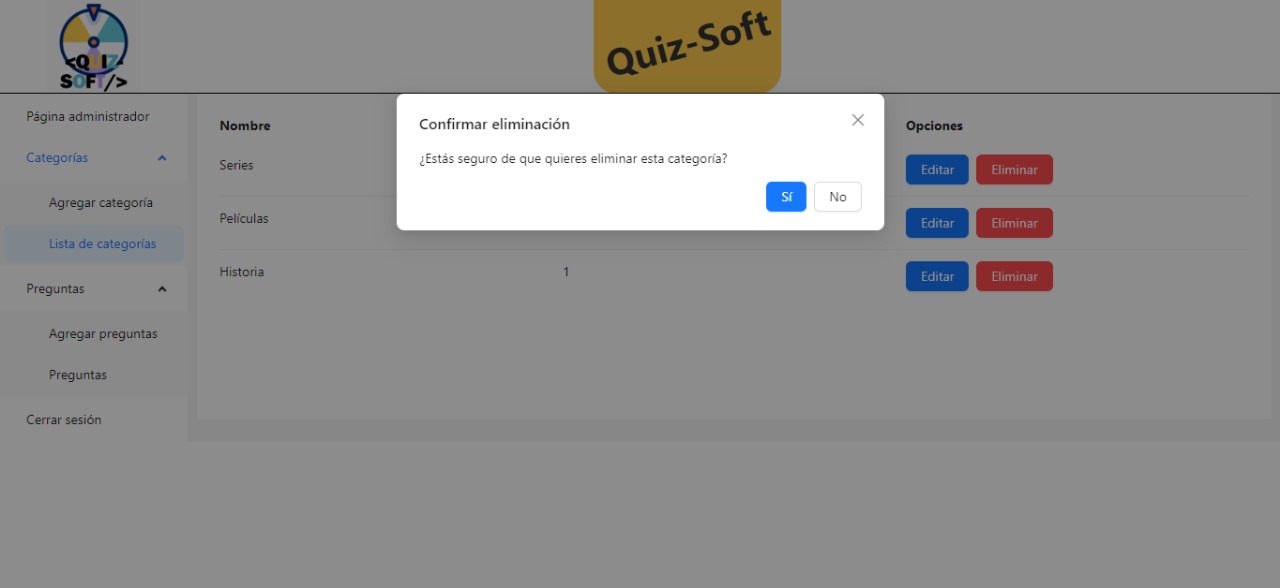 <QUIZ-
SOFT/>
Quiz-Soft
Página administrador
Categorías
Agregar categoría
Lista de categorías
Preguntas
Agregar preguntas
Preguntas
Cerrar sesión
Confirmar eliminación
¿Estás seguro de que quieres eliminar esta categoría?
Sí No
Nombre Opciones
Series Editar Eliminar
Películas Editar Eliminar
Historia 1 Editar Eliminar